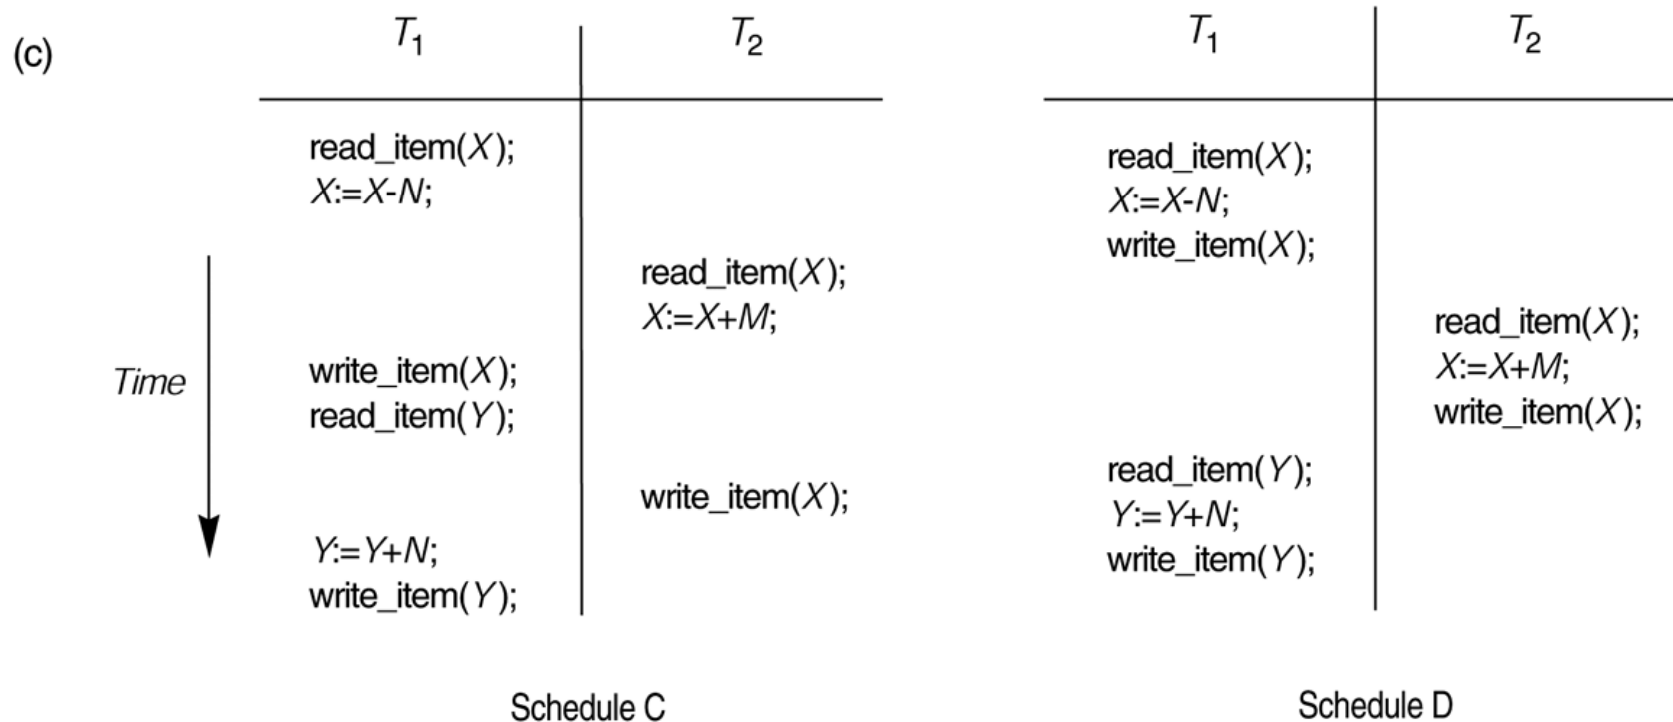 (c)
T1 T2
read_item(X);
X:=X-N;
read_item(X);
X:=X+M;
Time
write_item(X);
read_item(Y);
write_item(X);
Y:=Y+N;
write_item(Y);
Schedule C
T1 T2
read_item(X);
X:=X-N;
write_item(X);
read_item(X);
X:=X+M;
write_item(X);
read_item(Y);
Y:=Y+N;
write_item(Y);
Schedule D